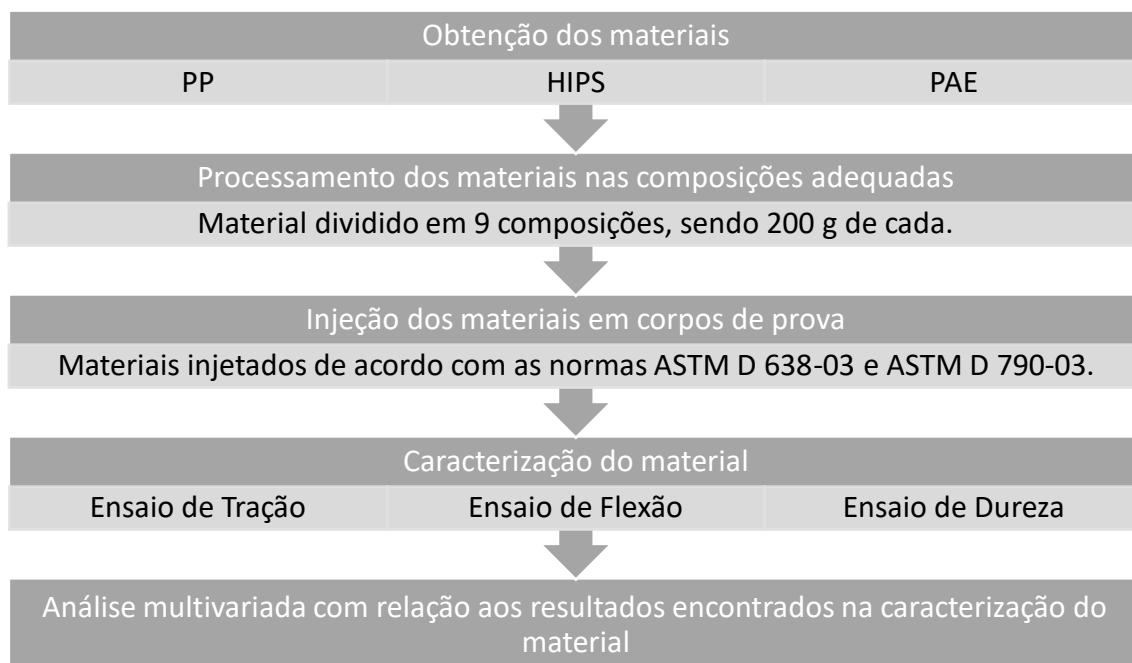 Obtenção dos materiais
PP HIPS PAE
Processamento dos materiais nas composições adequadas
Material dividido em 9 composições, sendo 200 g de cada.
Injeção dos materiais em corpos de prova
Materiais injetados de acordo com as normas ASTM D 638-03 e ASTM D 790-03.
Caracterização do material
Ensaio de Tração Ensaio de Flexão Ensaio de Dureza
Análise multivariada com relação aos resultados encontrados na caracterização do
material